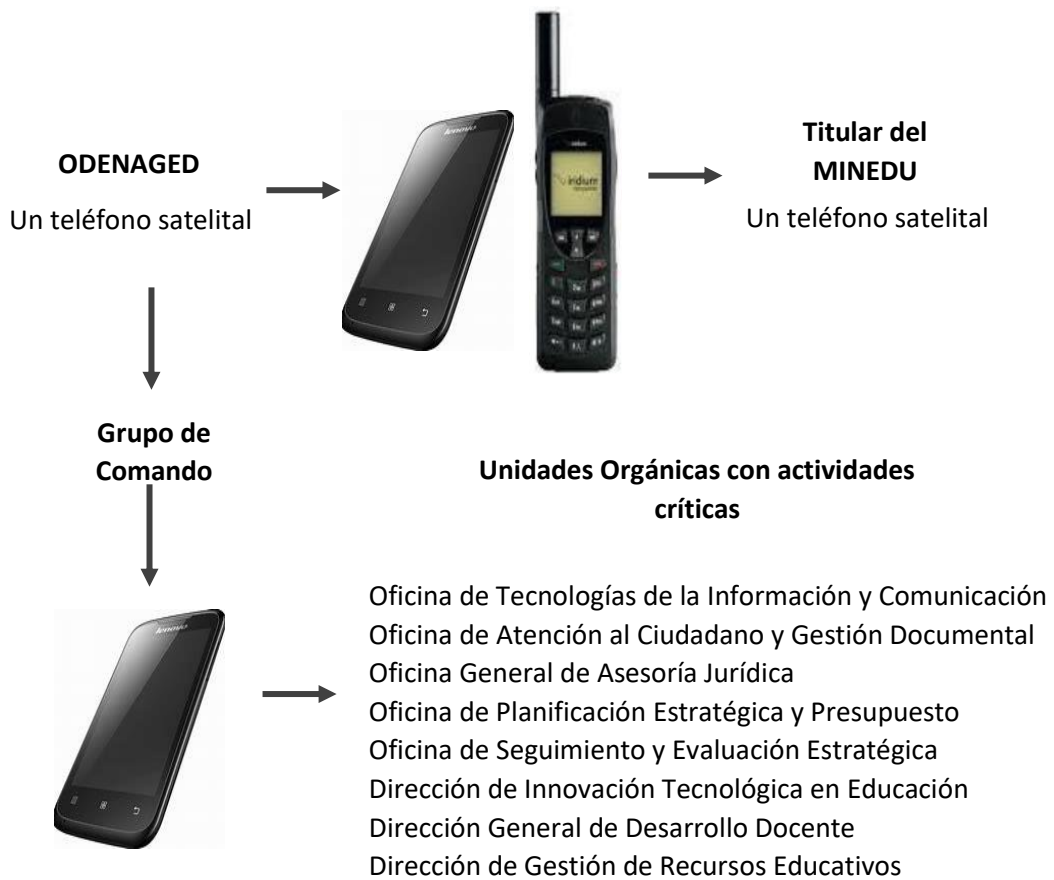 ODENAGED
Un teléfono satelital
lenovo
iridium
Titular del
MINEDU
Un teléfono satelital
Grupo de
Comando
Unidades Orgánicas con actividades
críticas
lenovo
Oficina de Tecnologías de la Información y Comunicación
Oficina de Atención al Ciudadano y Gestión Documental
Oficina General de Asesoría Jurídica
Oficina de Planificación Estratégica y Presupuesto
Oficina de Seguimiento y Evaluación Estratégica
Dirección de Innovación Tecnológica en Educación
Dirección General de Desarrollo Docente
Dirección de Gestión de Recursos Educativos